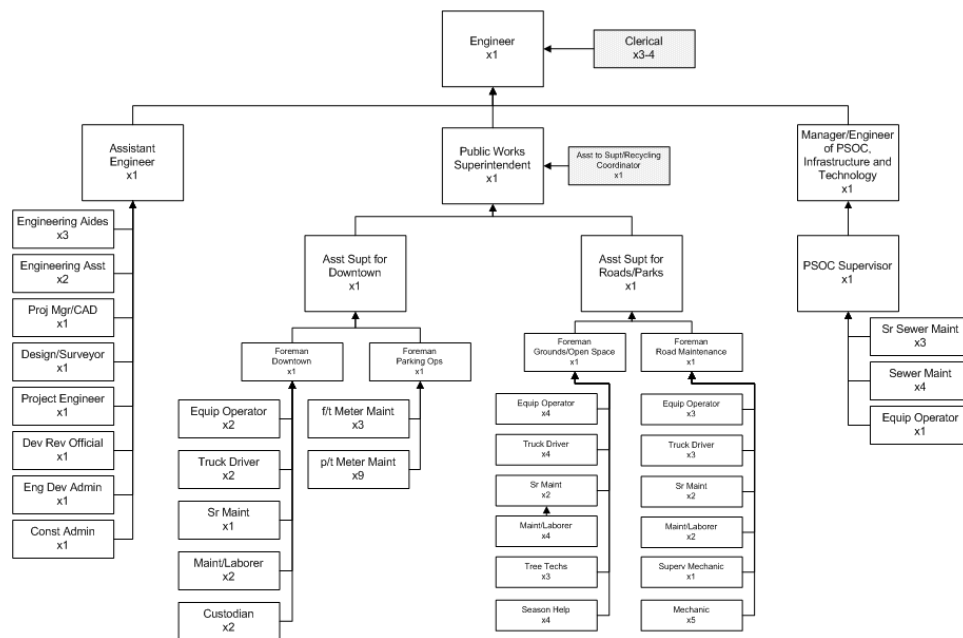 Engineer
x1
Clerical
x3-4
Assistant
Engineer
x1
Public Works
Superintendent
x1
Asst to Supt/Recycling
Coordinator
x1
Manager/Engineer
of PSOC,
Infrastructure and
Technology
x1
Engineering Aides
x3
Engineering Asst
x2
Proj Mgr/CAD
x1
Design/Surveyor
x1
Project Engineer
x1
Dev Rev Official
x1
Eng Dev Admin
x1
Const Admin
x1
Asst Supt for
Downtown
x1
Asst Supt for
Roads/Parks
x1
PSOC Supervisor
x1
Foreman
Downtown
x1
Foreman
Parking Ops
x1
Foreman
Grounds/Open Space
x1
Foreman
Road Maintenance
x1
Equip Operator
x2
Truck Driver
x2
Sr Maint
x1
Maint/Laborer
x2
Custodian
x2
f/t Meter Maint
x3
p/t Meter Maint
x9
Equip Operator
x4
Truck Driver
x4
Sr Maint
x2
Maint/Laborer
x4
Tree Techs
x3
Season Help
x4
Equip Operator
x3
Truck Driver
x3
Sr Maint
x2
Maint/Laborer
x2
Superv Mechanic
x1
Mechanic
x5
Sr Sewer Maint
x3
Sewer Maint
x4
Equip Operator
x1